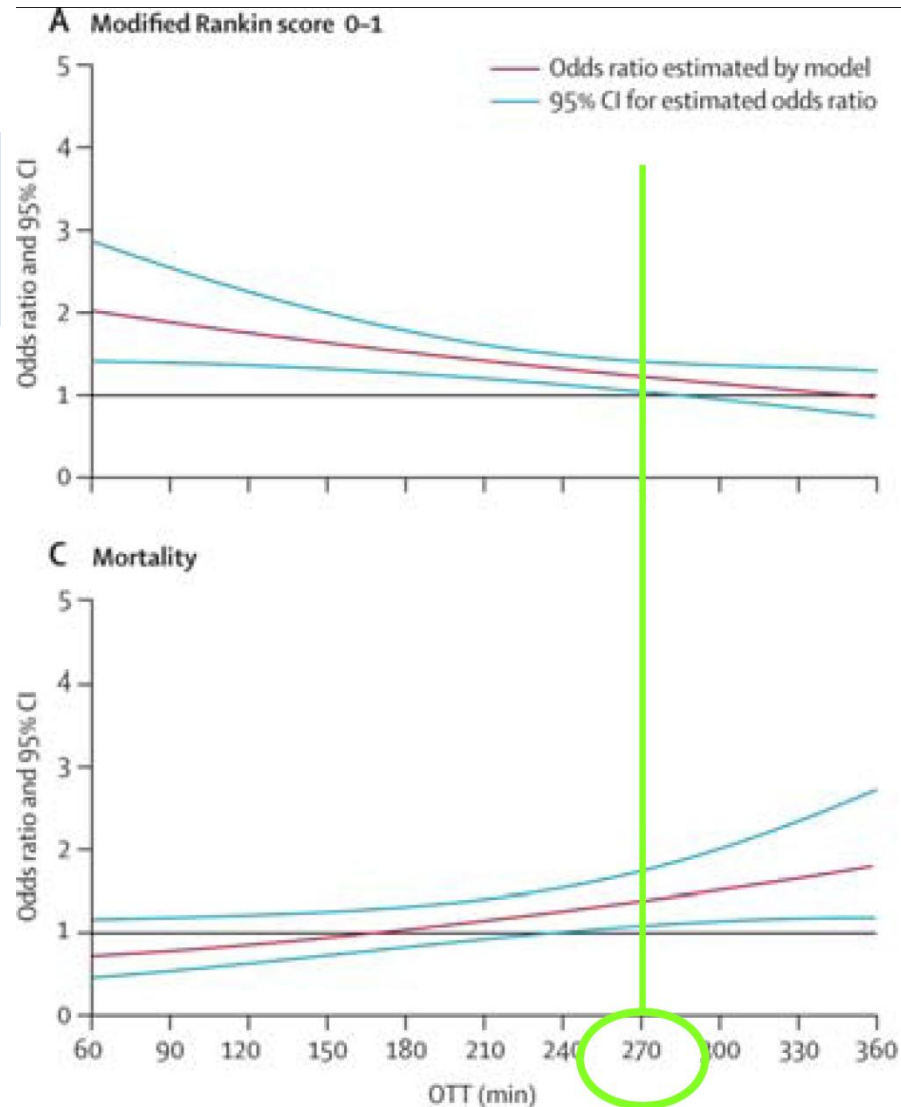 A Modified Rankin score 0–1
Odds ratio estimated by model
95% CI for estimated odds ratio
Odds ratio and 95% CI
5
4
3
2
1
0
C Mortality
Odds ratio and 95% CI
5
4
3
2
1
0
60 90 120 150 180 210 240 270 300 330 360
OTT (min)